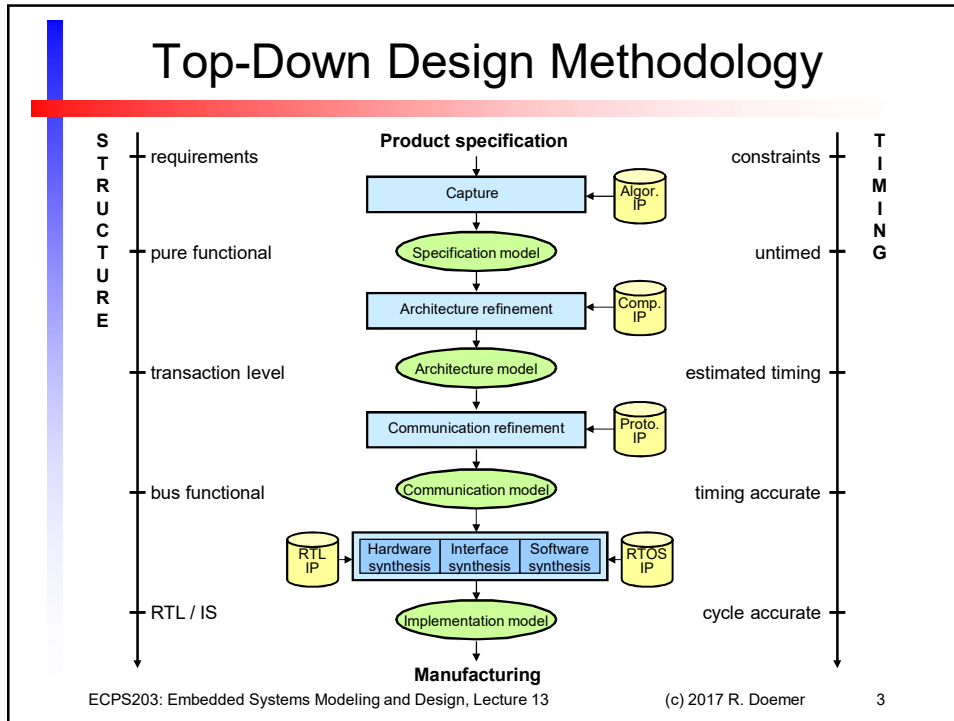 Top-Down Design Methodology
STRUCTURE
TIMING
Product specification
requirements
constraints
Capture
Algor.
IP
pure functional
Specification model
untimed
Architecture refinement
Comp.
IP
transaction level
Architecture model
estimated timing
Communication refinement
Proto.
IP
bus functional
Communication model
timing accurate
RTL
IP
Hardware
synthesis
Interface
synthesis
Software
synthesis
RTOS
IP
RTL / IS
Implementation model
cycle accurate
Manufacturing
ECPS203: Embedded Systems Modeling and Design, Lecture 13
(c) 2017 R. Doemer
3